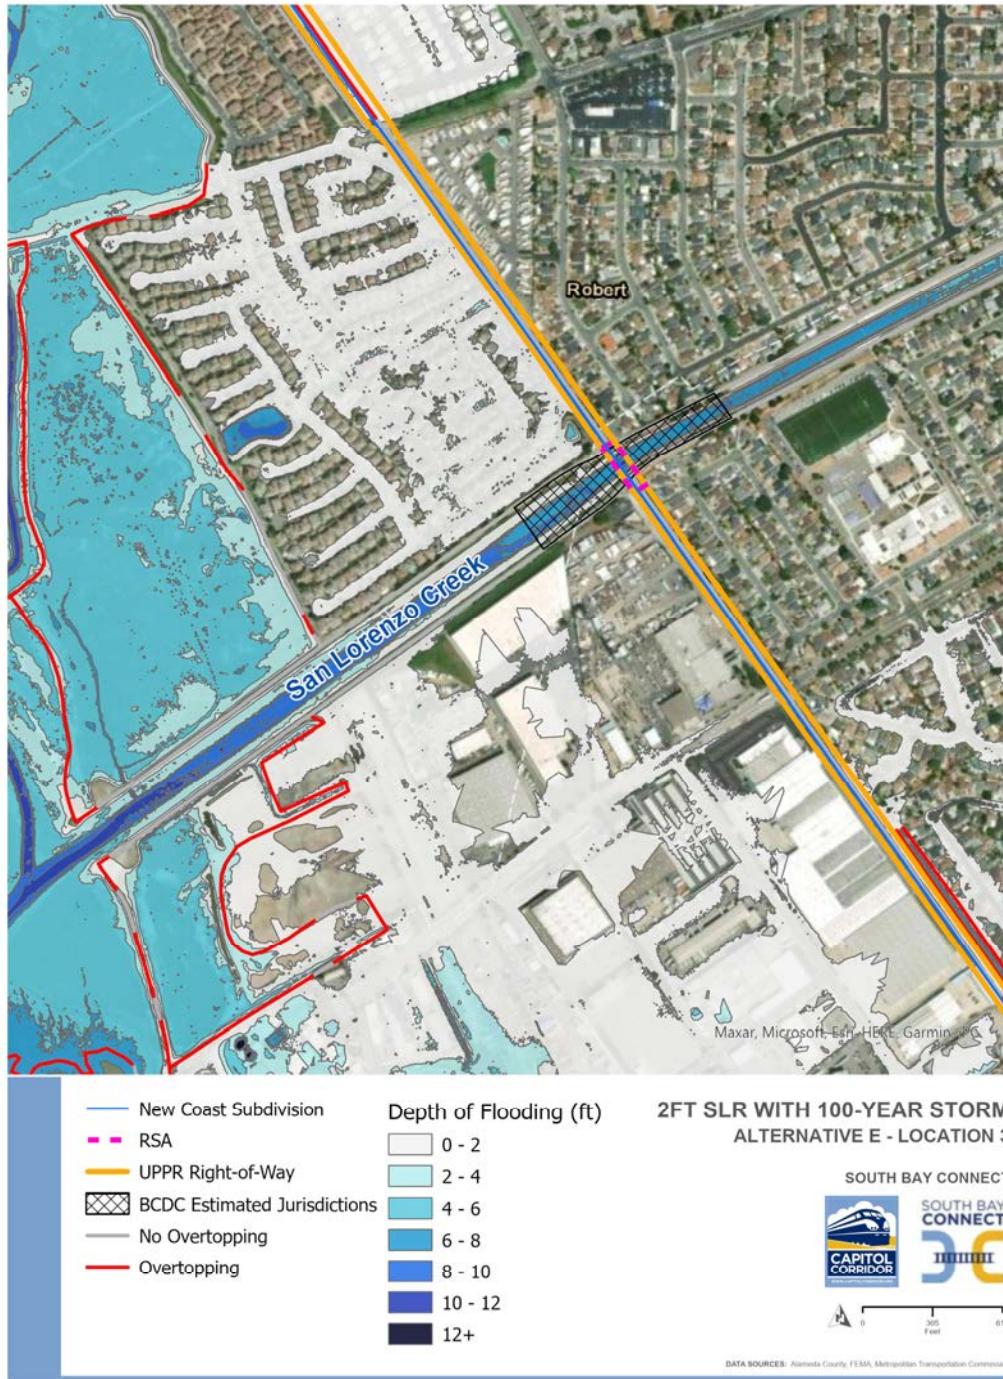 Robert
San Lorenzo Creek
Maxar, Microsoft, Esri, HERE, Garmin, iPC
New Coast Subdivision
RSA
UPPR Right-of-Way
BCDC Estimated Jurisdictions
No Overtopping
Overtopping
Depth of Flooding (ft)
0 - 2
2 - 4
4 - 6
6 - 8
8 - 10
10 - 12
12+
2FT SLR WITH 100-YEAR STORM
ALTERNATIVE E - LOCATION 3
SOUTH BAY CONNECT
CAPITOL
CORRIDOR
SOUTH BAY
CONNECT
0
305
Feet
DATA SOURCES: Alameda County, FEMA, Metropolitan Transportation